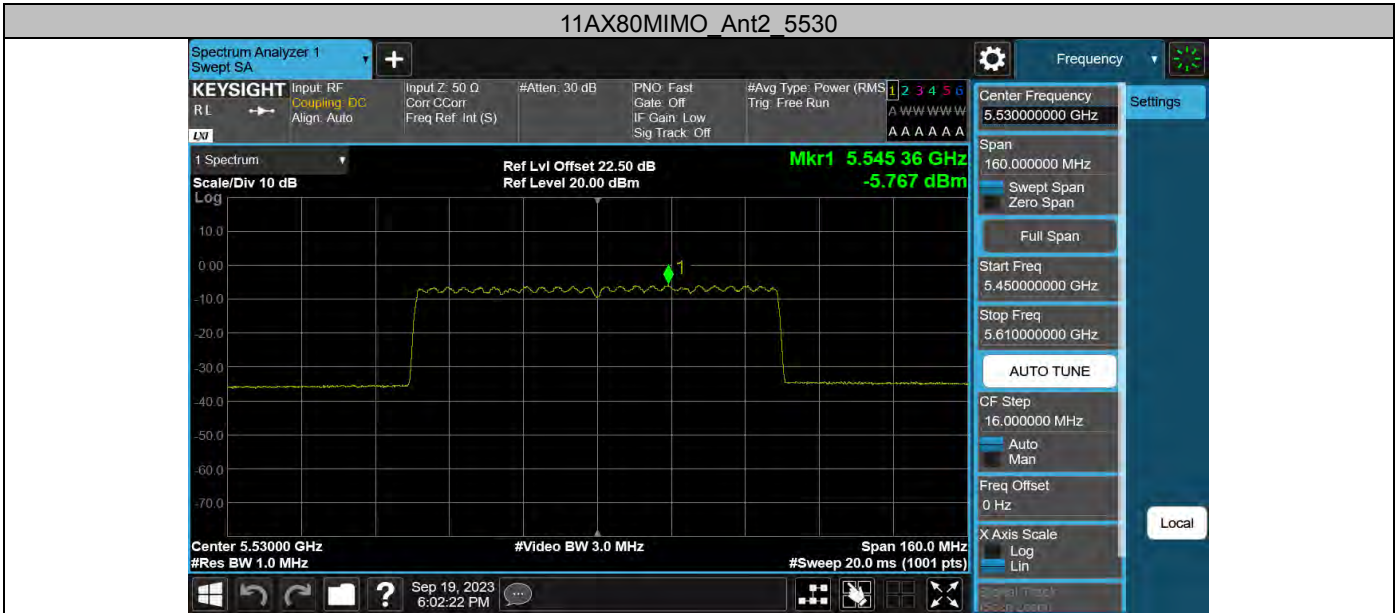 11AX80MIMO_Ant2_5530
Spectrum Analyzer 1
Swept SA
Frequency
KEYSIGHT
RL
LXI
Input: RF
Coupling: DC
Align: Auto
Input Z: 50 Ω
Corr CCorr
Freq Ref: Int (S)
#Atten: 30 dB
PNO: Fast
Gate: Off
IF Gain: Low
Sig Track: Off
#Avg Type: Power (RMS
Trig: Free Run
1 2 3 4 5 6
A W W W W W
A A A A A A
1 Spectrum
Scale/Div 10 dB
Ref Lvl Offset 22.50 dB
Ref Level 20.00 dBm
Mkr1 5.545 36 GHz
-5.767 dBm
Log
10.0
0.00
-10.0
-20.0
-30.0
-40.0
-50.0
-60.0
-70.0
1
Center 5.53000 GHz
#Res BW 1.0 MHz
#Video BW 3.0 MHz
Span 160.0 MHz
#Sweep 20.0 ms (1001 pts)
Sep 19, 2023
6:02:22 PM
Center Frequency
5.530000000 GHz
Span
160.000000 MHz
Swept Span
Zero Span
Full Span
Start Freq
5.450000000 GHz
Stop Freq
5.610000000 GHz
AUTO TUNE
CF Step
16.000000 MHz
Auto
Man
Freq Offset
0 Hz
X Axis Scale
Log
Lin
Signal Track
(Span Zoom)
Settings
Local